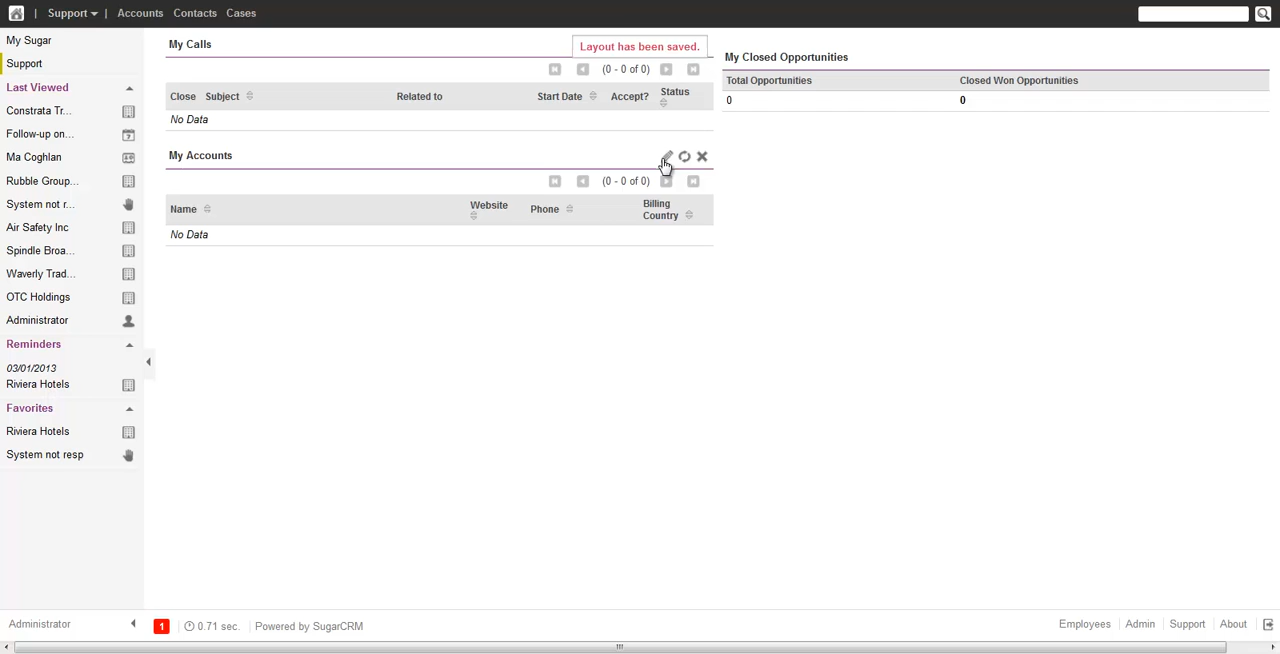 Support
Accounts
Contacts
Cases
My Sugar
Support
Last Viewed
Constrata Tr...
Follow-up on...
Ma Coghlan
Rubble Group...
System not r...
Air Safety Inc
Spindle Broa...
Waverly Trad...
OTC Holdings
Administrator
Reminders
03/01/2013
Riviera Hotels
Favorites
Riviera Hotels
System not resp
My Calls
Layout has been saved.
(0 - 0 of 0)
Close Subject Related to Start Date Accept? Status
No Data
My Accounts
(0 - 0 of 0)
Name Website Phone Billing
Country
No Data
My Closed Opportunities
Total Opportunities Closed Won Opportunities
0 0
Administrator
1 0.71 sec. Powered by SugarCRM
Employees Admin Support About